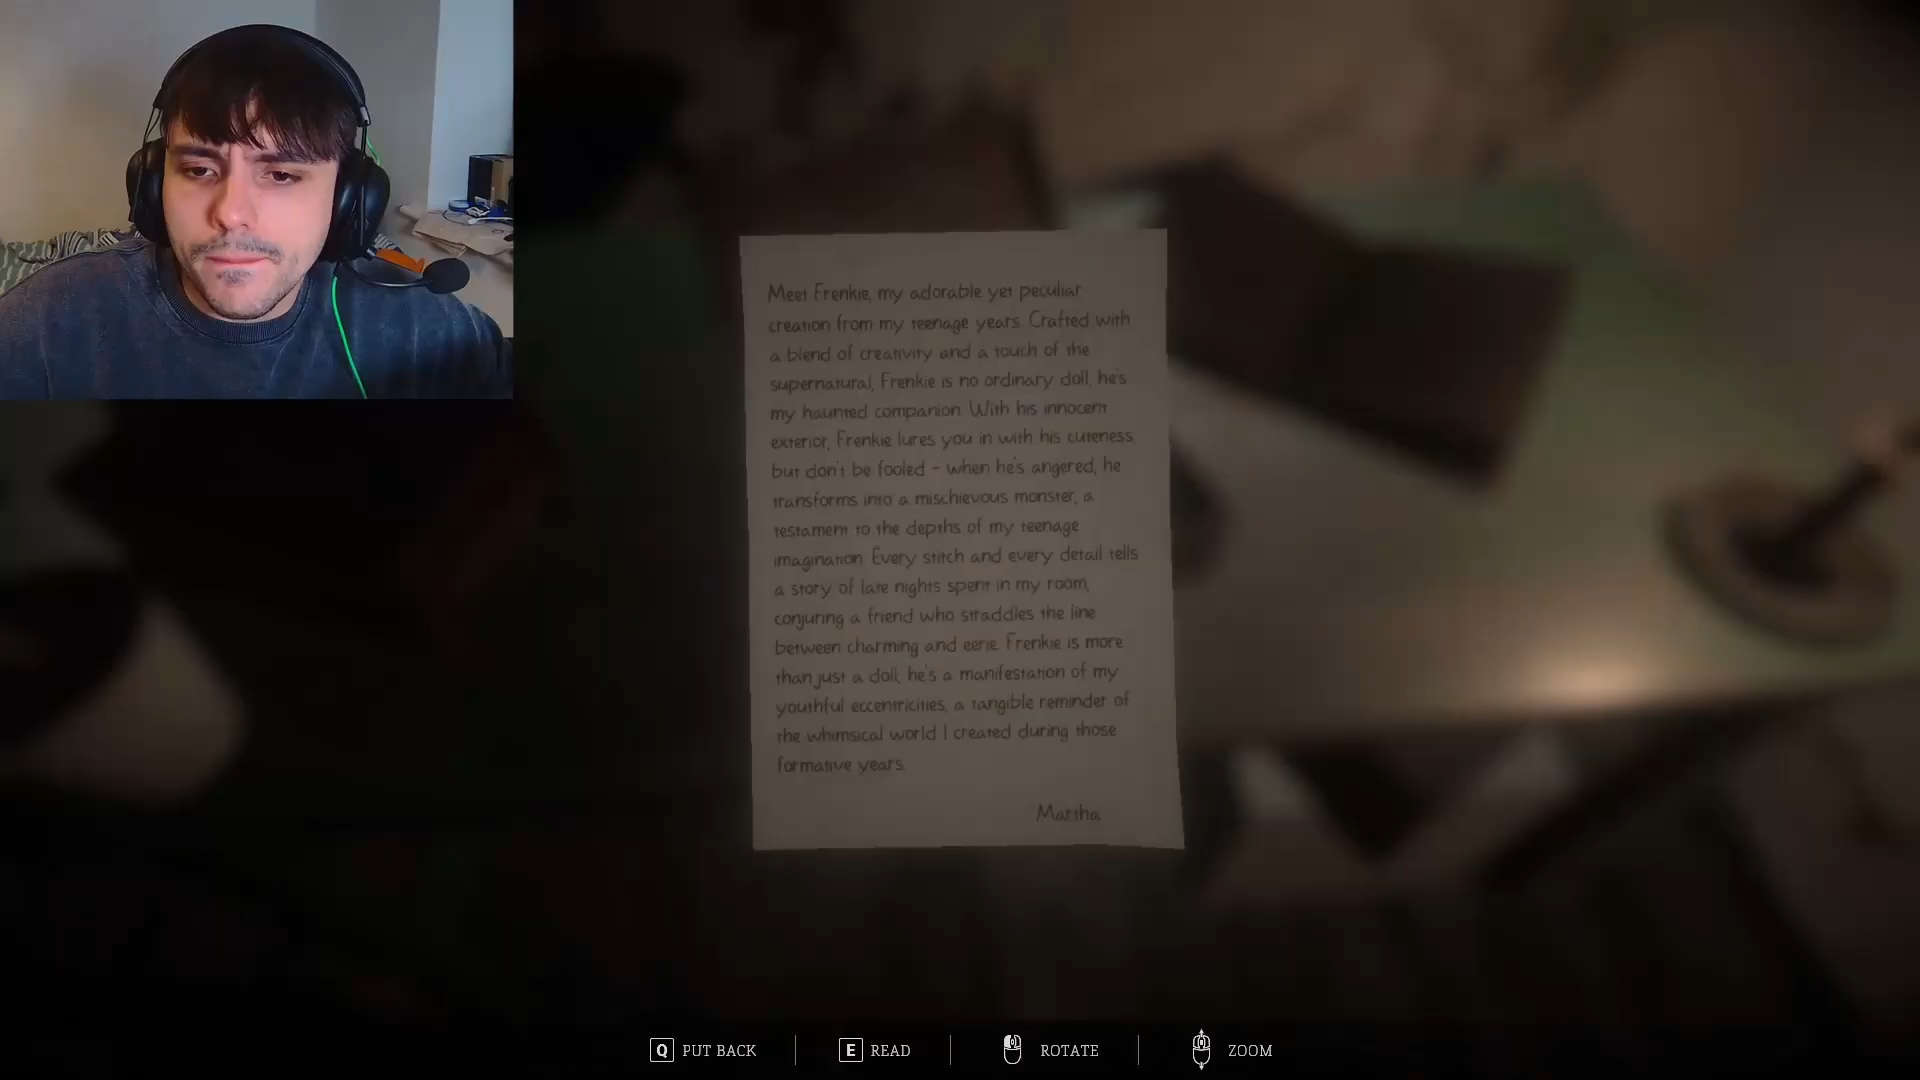 Meet Frenkie, my adorable yet peculiar
creation from my teenage years. Crafted with
a blend of creativity and a touch of the
supernatural, Frenkie is no ordinary doll, he's
my haunted companion. With his innocent
exterior, Frenkie lures you in with his cuteness,
but don't be fooled - when he's angered, he
transforms into a mischievous monster, a
testament to the depths of my teenage
imagination. Every stitch and every detail tells
a story of late nights spent in my room,
conjuring a friend who straddles the line
between charming and eerie. Frenkie is more
than just a doll; he's a manifestation of my
youthful eccentricities, a tangible reminder of
the whimsical world I created during those
formative years.
Martha
Q PUT BACK E READ ROTATE ZOOM